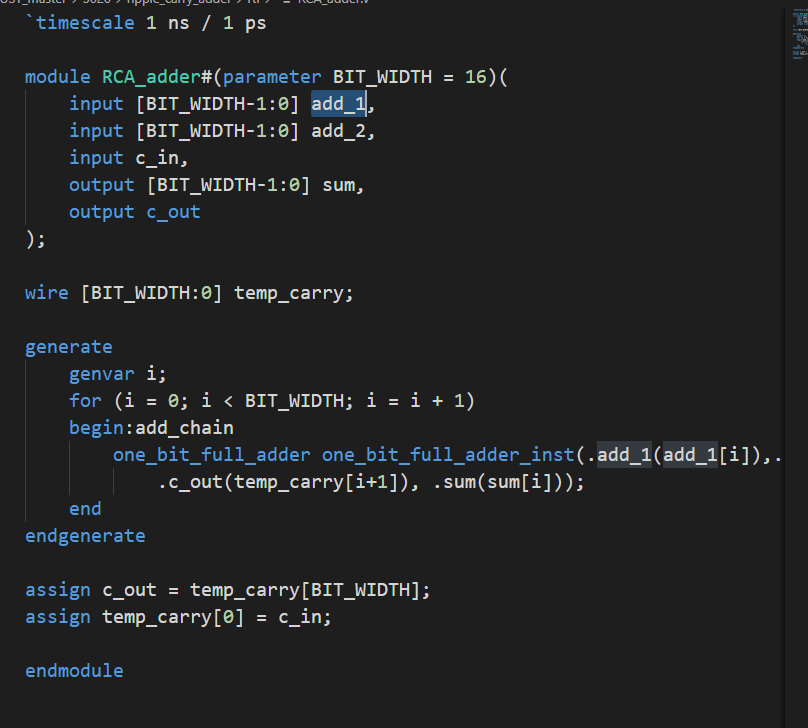 ripple_carry_adder
RCA_adder.v
`timescale 1 ns / 1 ps
module RCA_adder#(parameter BIT_WIDTH = 16)(
input [BIT_WIDTH-1:0] add_1,
input [BIT_WIDTH-1:0] add_2,
input c_in,
output [BIT_WIDTH-1:0] sum,
output c_out
);
wire [BIT_WIDTH:0] temp_carry;
generate
genvar i;
for (i = 0; i < BIT_WIDTH; i = i + 1)
begin:add_chain
one_bit_full_adder one_bit_full_adder_inst(.add_1(add_1[i]),.
.c_out(temp_carry[i+1]), .sum(sum[i]));
end
endgenerate
assign c_out = temp_carry[BIT_WIDTH];
assign temp_carry[0] = c_in;
endmodule